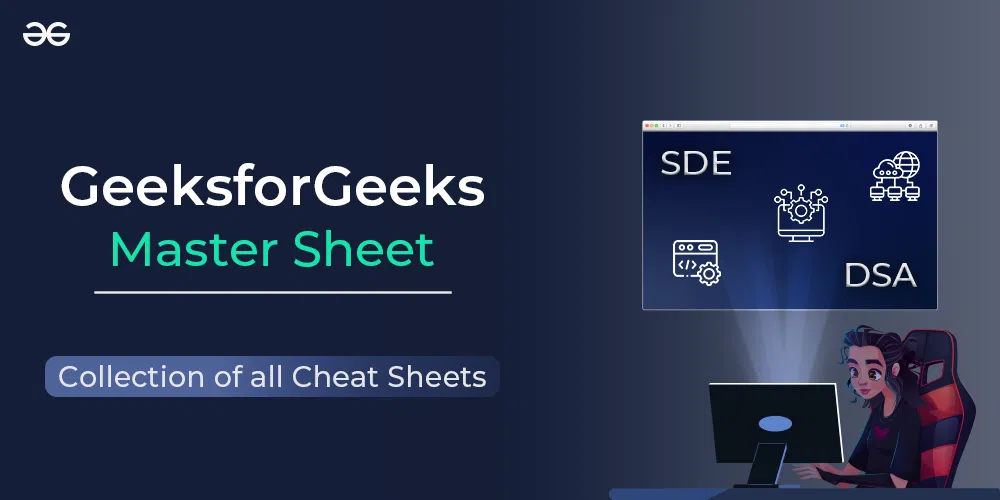 GeeksforGeeks
Master Sheet
Collection of all Cheat Sheets
SDE
DSA